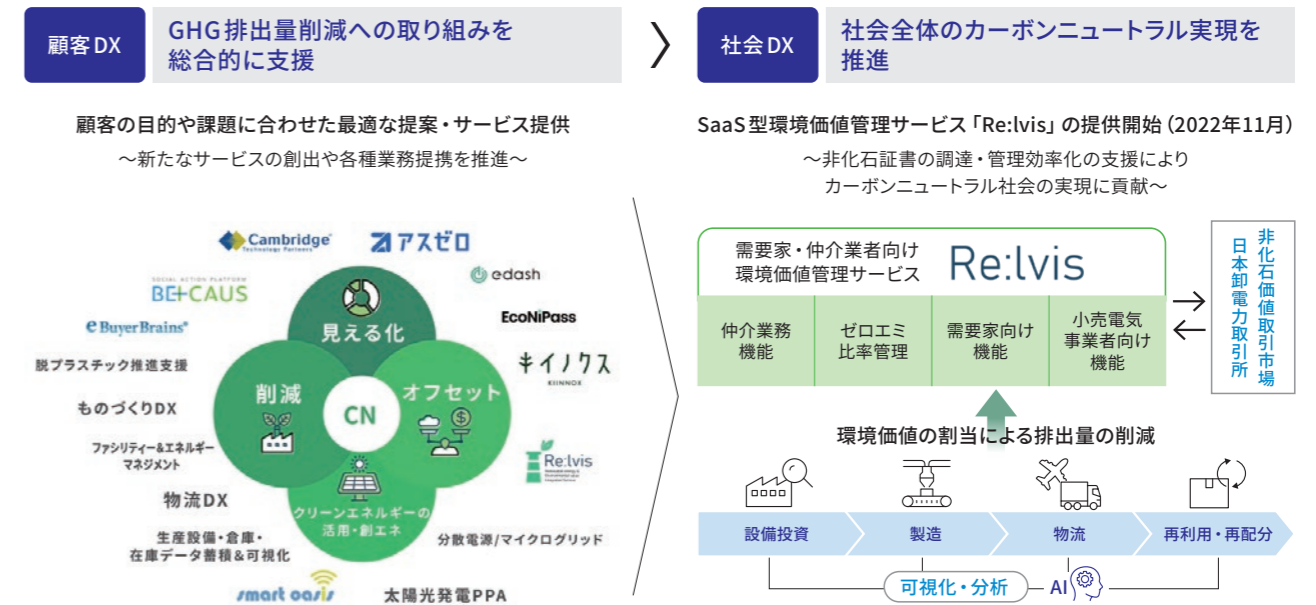 顧客DX
GHG排出量削減への取り組みを
総合的に支援
顧客の目的や課題に合わせた最適な提案・サービス提供
～新たなサービスの創出や各種業務提携を推進～
Cambridge
Technology Partners
アスゼロ
SOCIAL ACTION PLATFORM
BE+CAUS
edash
eBuyerBrains
EcoNiPass
脱プラスチック推進支援
キイノクス
KIINNOX
ものづくりDX
ファシリティー&エネルギー
マネジメント
物流DX
生産設備・倉庫・
在庫データ蓄積&可視化
smart oasis
太陽光発電PPA
分散電源/マイクログリッド
Re:lvis
見える化
削減
CN
オフセット
クリーンエネルギーの
活用・創エネ
社会DX
社会全体のカーボンニュートラル実現を
推進
SaaS型環境価値管理サービス「Re:lvis」の提供開始(2022年11月)
～非化石証書の調達・管理効率化の支援により
カーボンニュートラル社会の実現に貢献～
需要家・仲介業者向け
環境価値管理サービス
Re:lvis
仲介業務
機能
ゼロエミ
比率管理
需要家向け
機能
小売電気
事業者向け
機能
非化石価値取引市場
日本卸電力取引所
環境価値の割当による排出量の削減
設備投資
製造
物流
再利用・再配分
可視化・分析
AI